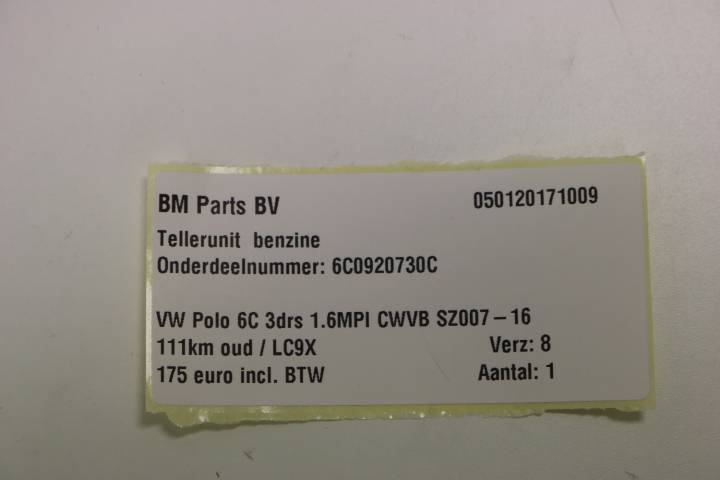 BM Parts BV 050120171009
Tellerunit benzine
Onderdeelnummer: 6C0920730C
VW Polo 6C 3drs 1.6MPI CWVB SZ007-16
111km oud / LC9X Verz: 8
175 euro incl. BTW Aantal: 1